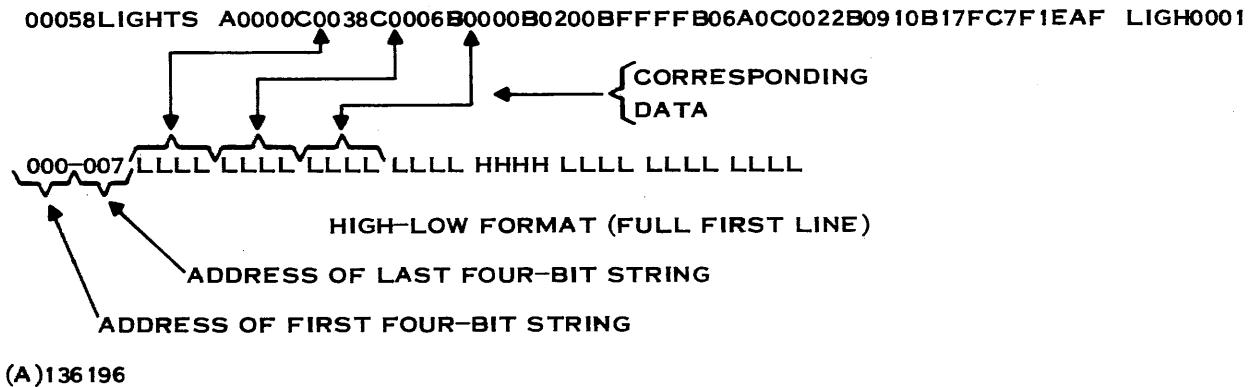 00058LIGHTS A0000C0038C0006B0000B0200BFFFFB06A0C0022B0910B17FC7F1EAF LIGH0001
CORRESPONDING
DATA
000-007 LLLL LLLL LLLL LLLL HHHH LLLL LLLL LLLL
HIGH-LOW FORMAT (FULL FIRST LINE)
ADDRESS OF LAST FOUR-BIT STRING
ADDRESS OF FIRST FOUR-BIT STRING
(A)136196